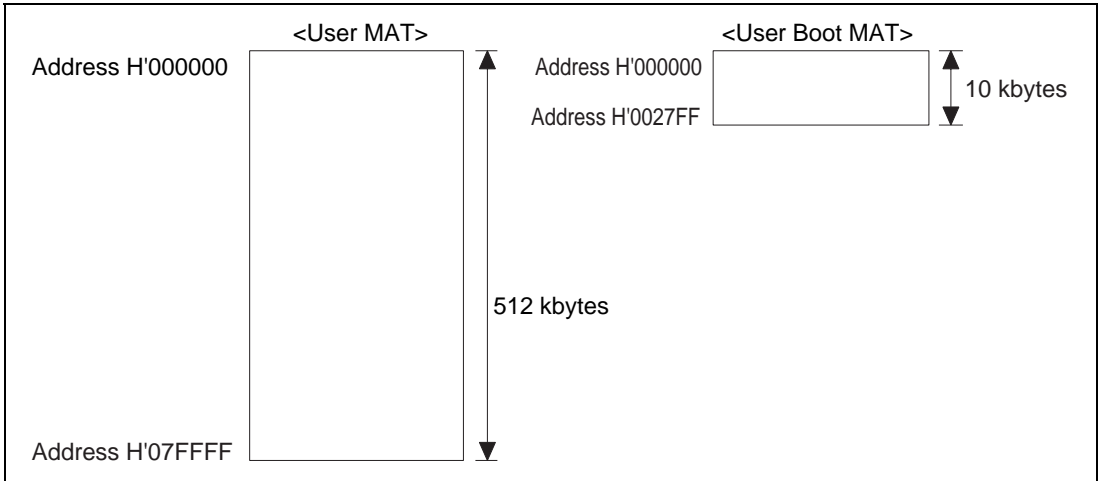 <User MAT>
Address H'000000
512 kbytes
Address H'07FFFF
<User Boot MAT>
Address H'000000
10 kbytes
Address H'0027FF